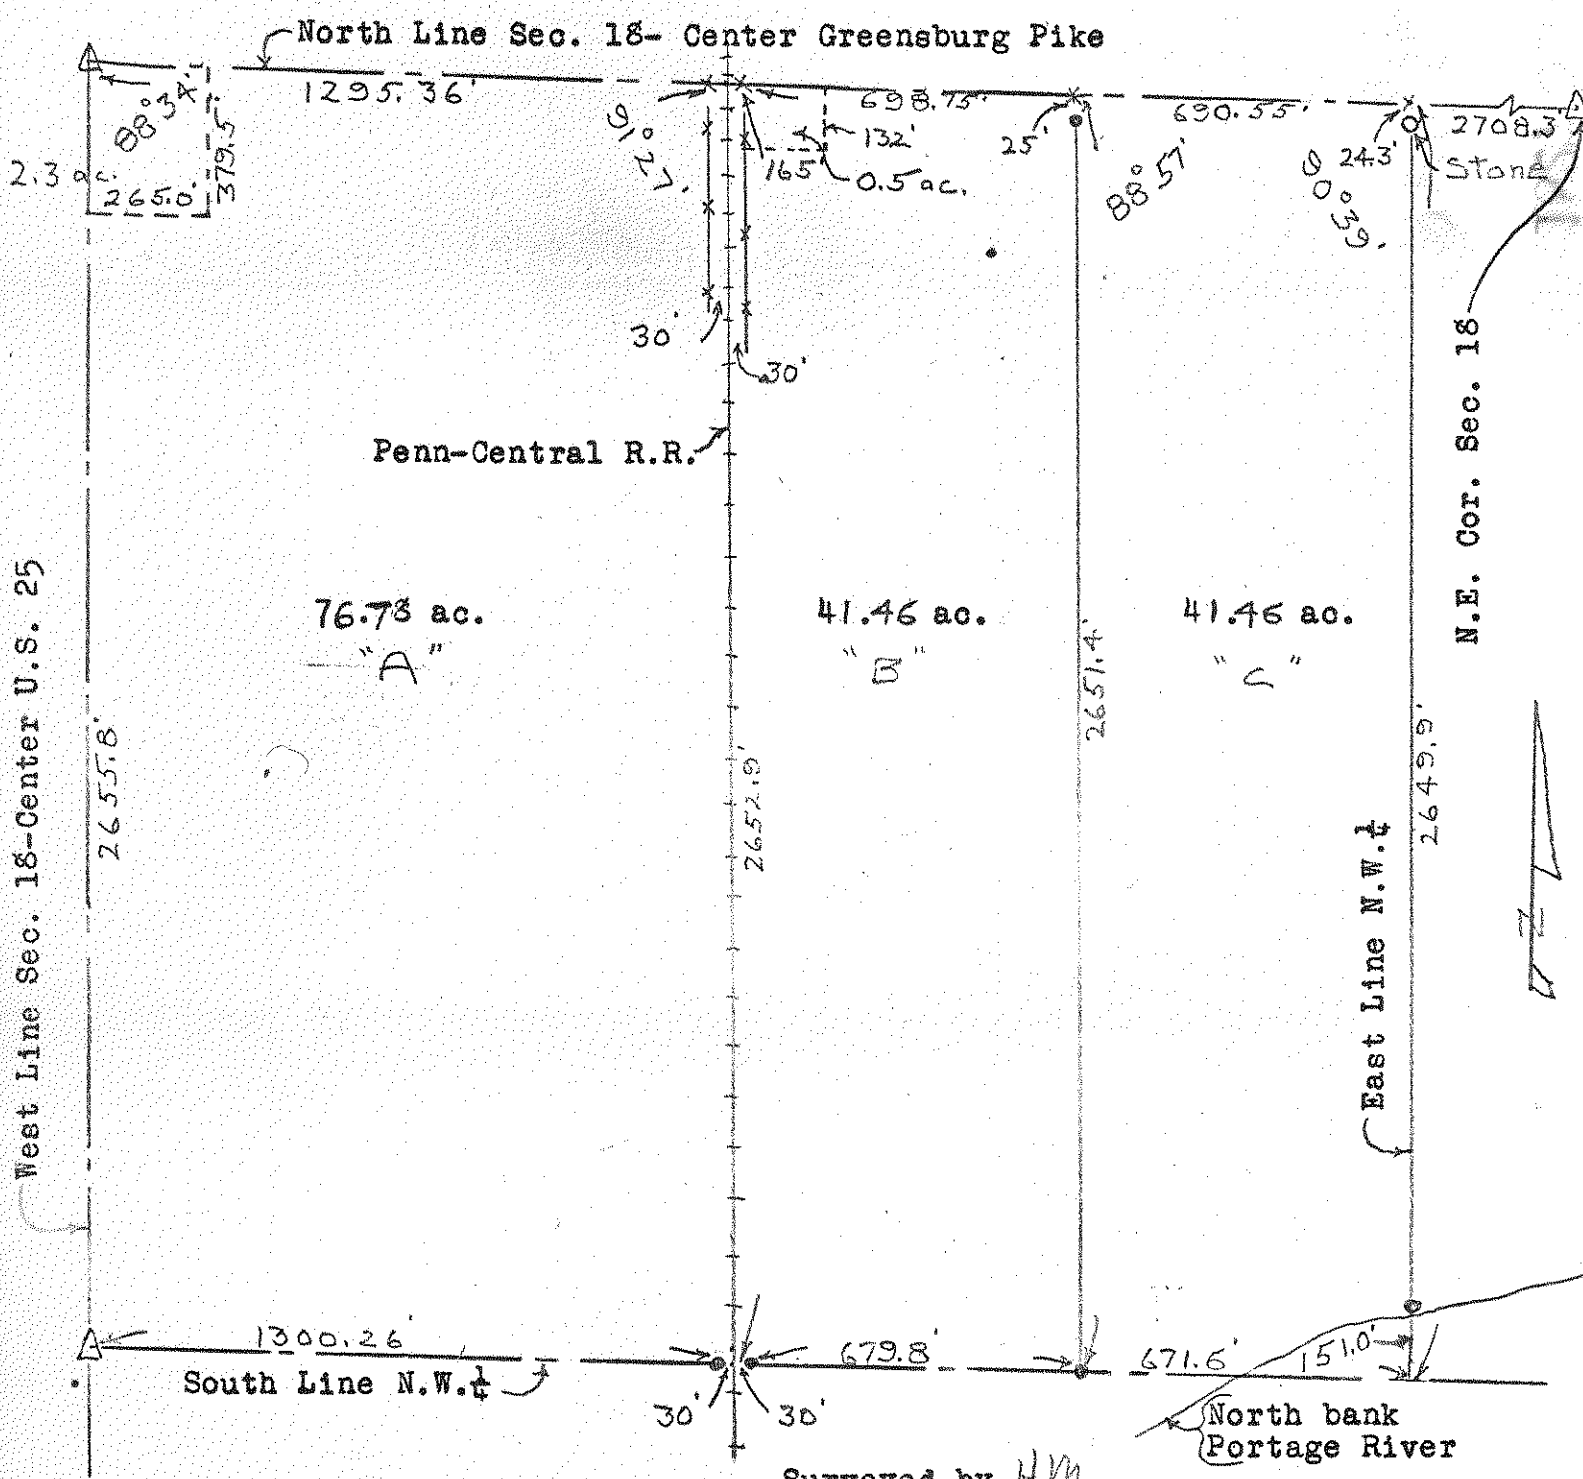 North Line Sec. 18- Center Greensburg Pike
1295.36'
698.75'
690.55'
2708.3'
88°34'
379.5'
265.0'
2.3 ac.
91°27'
132'
165'
0.5 ac.
25'
88°57'
24.3'
90°39'
Stone
30'
30'
Penn-Central R.R.
N.E. Cor. Sec. 18
West Line Sec. 18-Center U.S. 25
76.73 ac.
"A"
41.46 ac.
"B"
41.46 ac.
"C"
2655.8'
2652.9'
2651.4'
2649.9'
East Line N.W.¼
N
1300.26'
679.8'
671.6'
151.0'
South Line N.W.¼
30'
30'
North bank
Portage River
Surveyed by